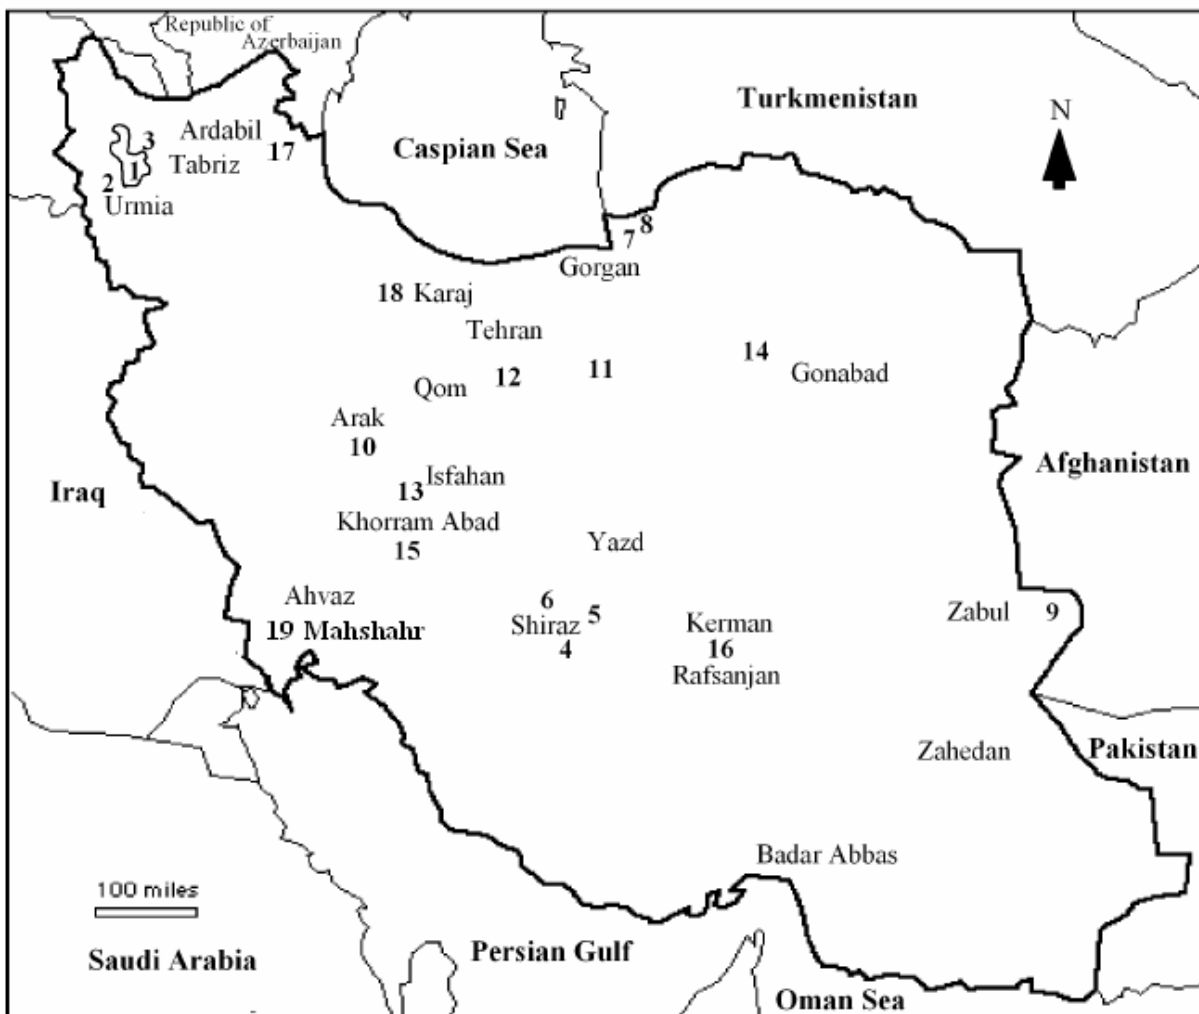 Republic of
Azerbaijan
N
Turkmenistan
Caspian Sea
Ardabil
3
17
Tabriz
1
2
Urmia
8
7
Gorgan
18 Karaj
Tehran
14
11
12
Gonabad
Qom
Arak
10
Afghanistan
Isfahan
13
Iraq
Khorram Abad
15
Yazd
Ahvaz
6
5
Zabul
9
Shiraz
Kerman
19 Mahshahr
4
16
Rafsanjan
Zahedan
Pakistan
Badar Abbas
100 miles
Saudi Arabia
Persian Gulf
Oman Sea